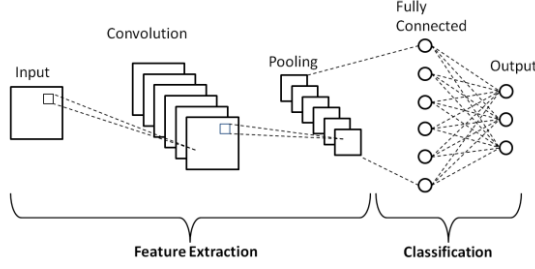 Fully
Connected
Convolution
Pooling
Input
Output
Feature Extraction
Classification